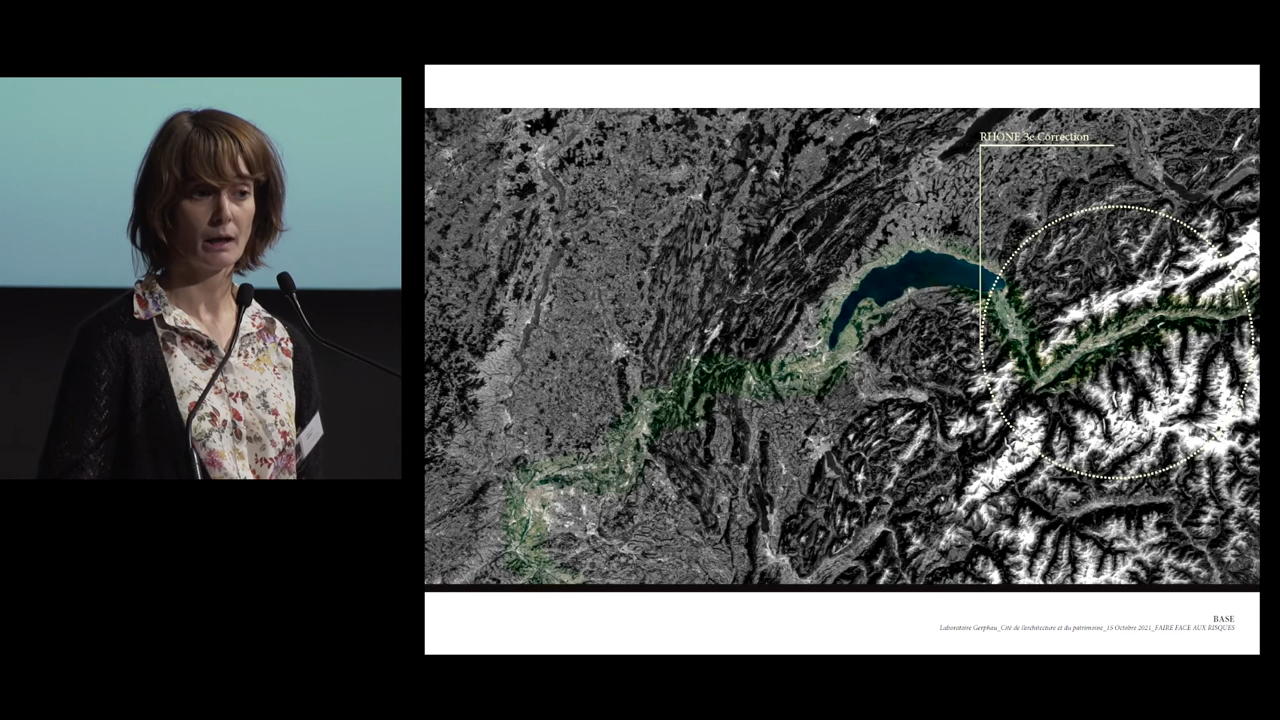 RHONE 3e Correction
BASE
Laboratoire Gerphau_Cité de l'architecture et du patrimoine_15 Octobre 2021_FAIRE FACE AUX RISQUES